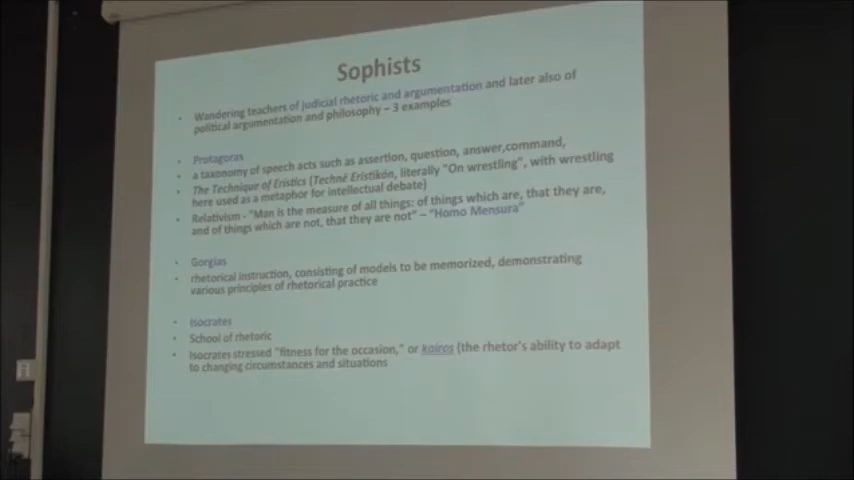 Sophists
• Wandering teachers of judicial rhetoric and argumentation and later also of
political argumentation and philosophy – 3 examples
• Protagoras
• a taxonomy of speech acts such as assertion, question, answer,command,
• The Technique of Eristics (Techné Eristikôn, literally "On wrestling", with wrestling
here used as a metaphor for intellectual debate)
• Relativism - "Man is the measure of all things: of things which are, that they are,
and of things which are not, that they are not" – "Homo Mensura"
• Gorgias
• rhetorical instruction, consisting of models to be memorized, demonstrating
various principles of rhetorical practice
• Isocrates
• School of rhetoric
• Isocrates stressed "fitness for the occasion," or kairos (the rhetor's ability to adapt
to changing circumstances and situations